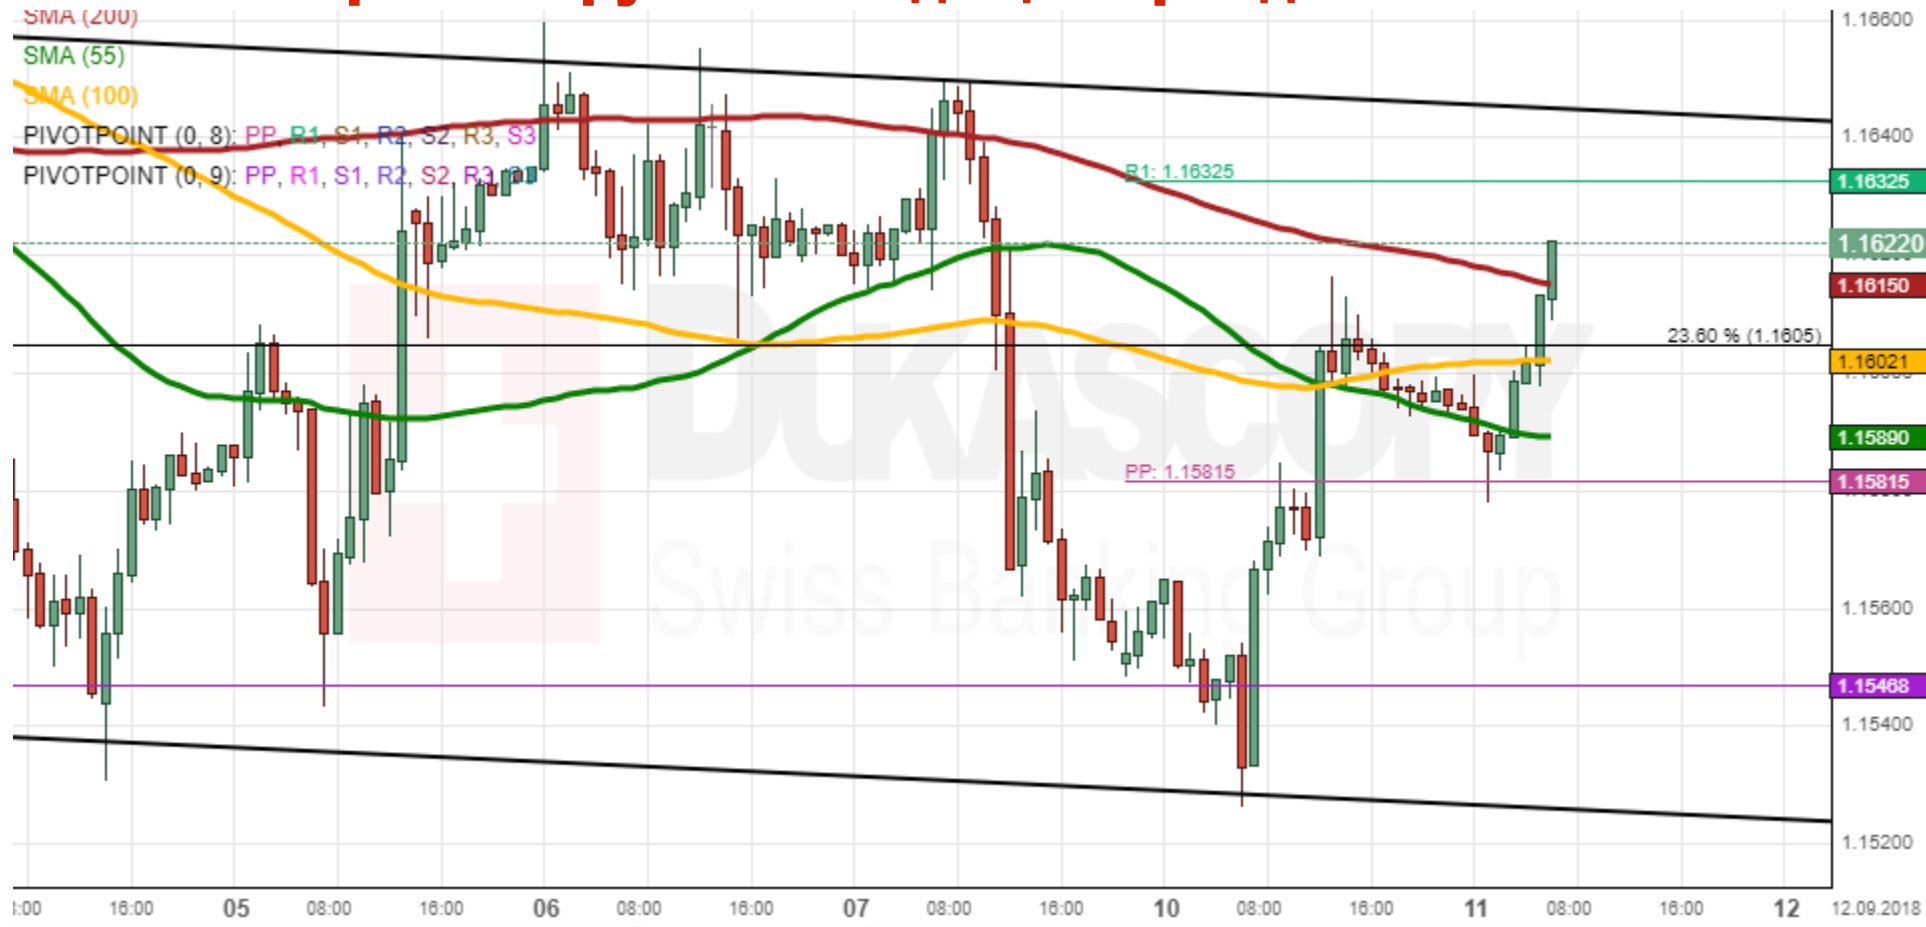 SMA (200)
SMA (55)
SMA (100)
PIVOTPOINT (0, 8): PP, R1, S1, R2, S2, R3, S3
PIVOTPOINT (0, 9): PP, R1, S1, R2, S2, R3, S3
1.16600
1.16400
R1: 1.16325
1.16325
1.16220
1.16150
23.60 % (1.1605)
1.16021
1.15890
PP: 1.15815
1.15815
DUKASCOPY
Swiss Banking Group
1.15600
1.15468
1.15400
1.15200
16:00 05 08:00 16:00 06 08:00 16:00 07 08:00 16:00 10 08:00 16:00 11 08:00 16:00 12 12.09.2018